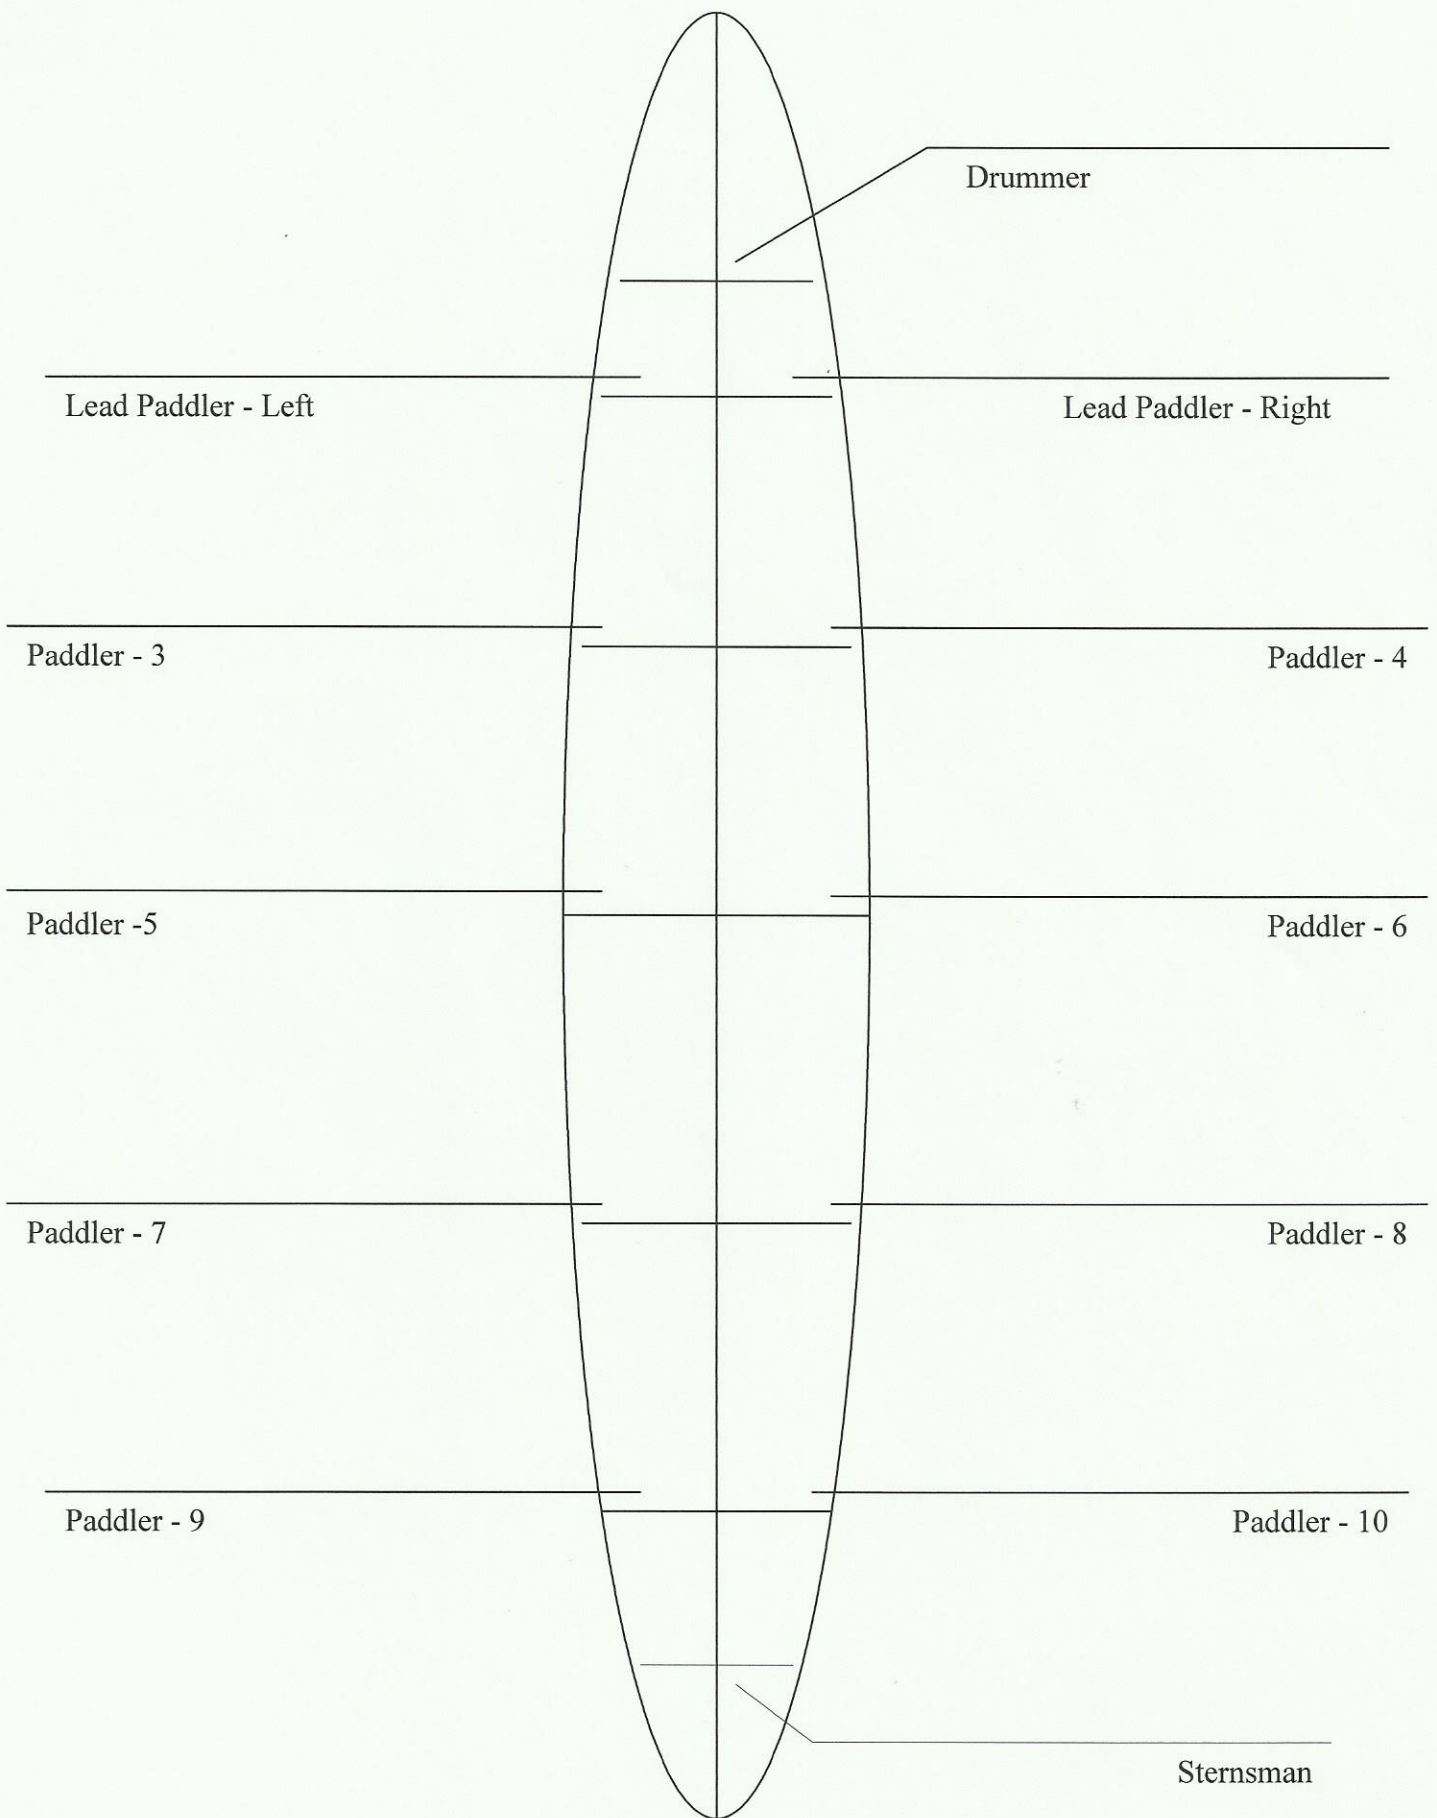 Drummer
Lead Paddler - Left
Lead Paddler - Right
Paddler - 3
Paddler - 4
Paddler -5
Paddler - 6
Paddler - 7
Paddler - 8
Paddler - 9
Paddler - 10
Sternsman